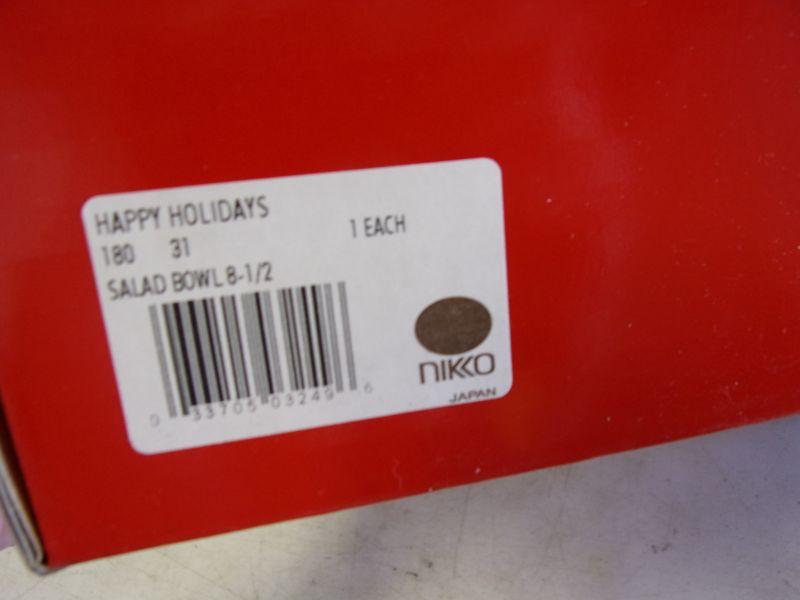 HAPPY HOLIDAYS
180 31 1 EACH
SALAD BOWL 8-1/2
0 33705 03249 6
NIKKO
JAPAN